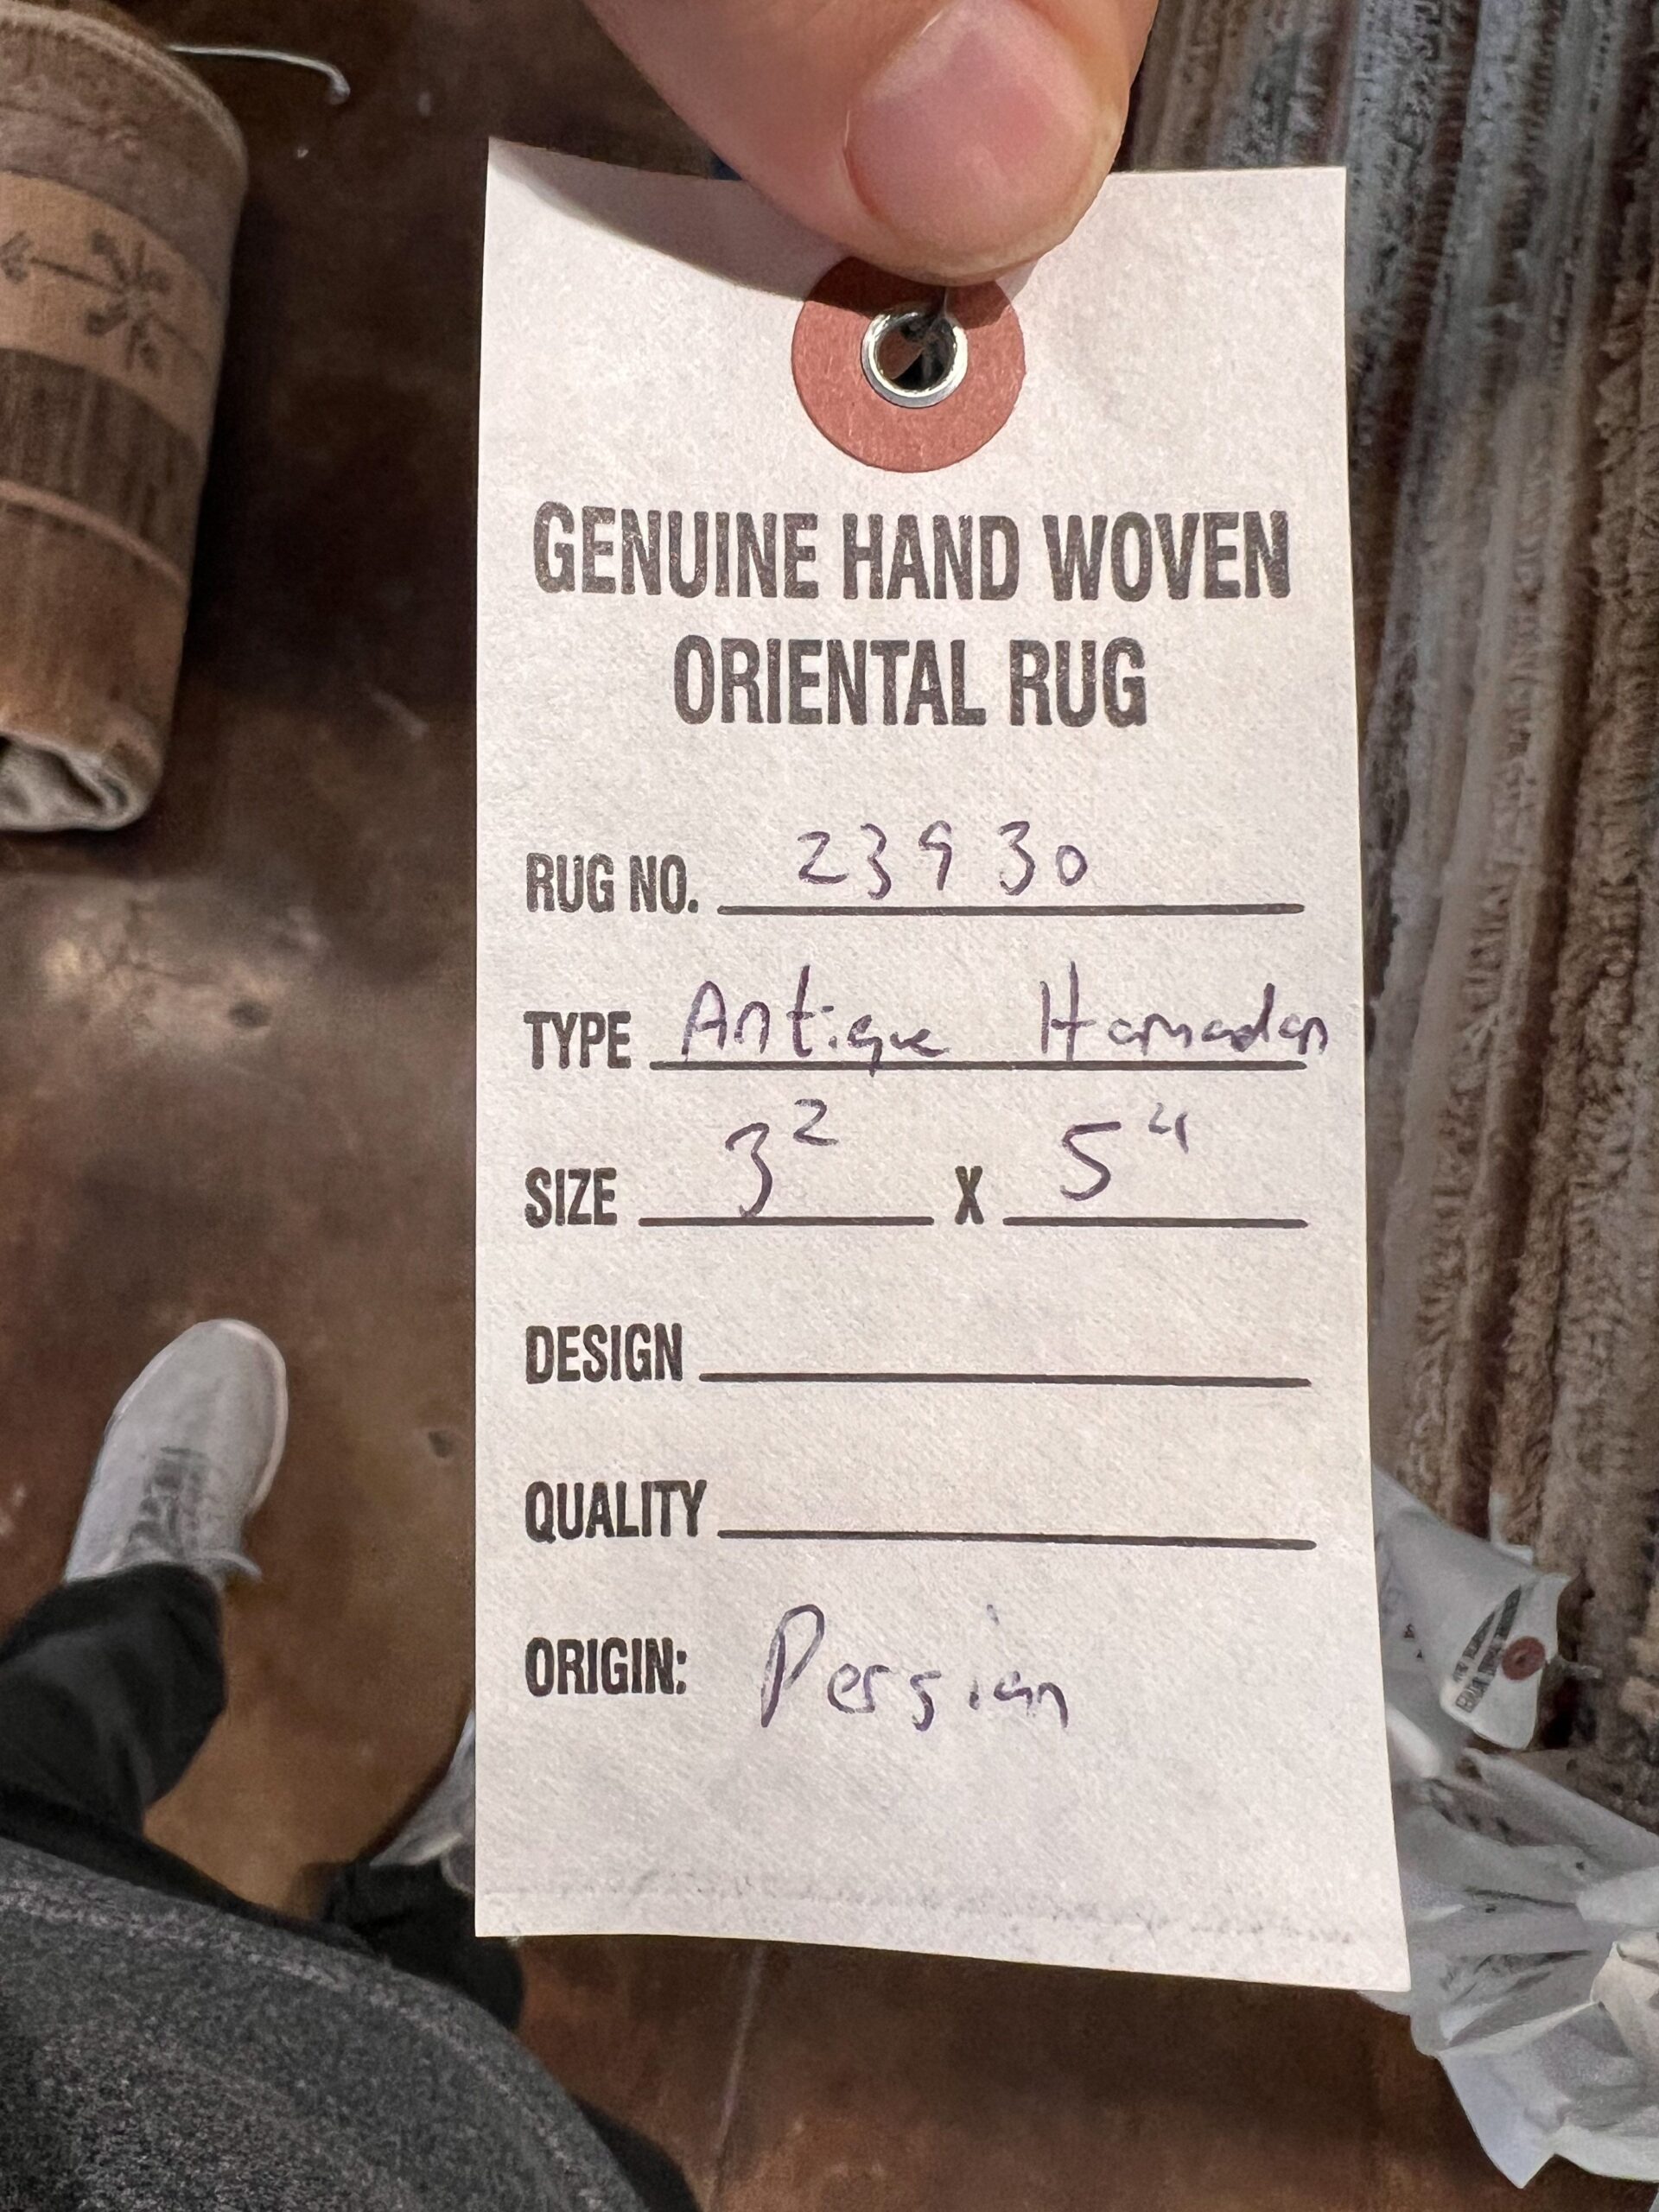 GENUINE HAND WOVEN
ORIENTAL RUG
RUG NO. 23930
TYPE Antique Hamadan
SIZE 3² X 5⁴
DESIGN
QUALITY
ORIGIN: Persian